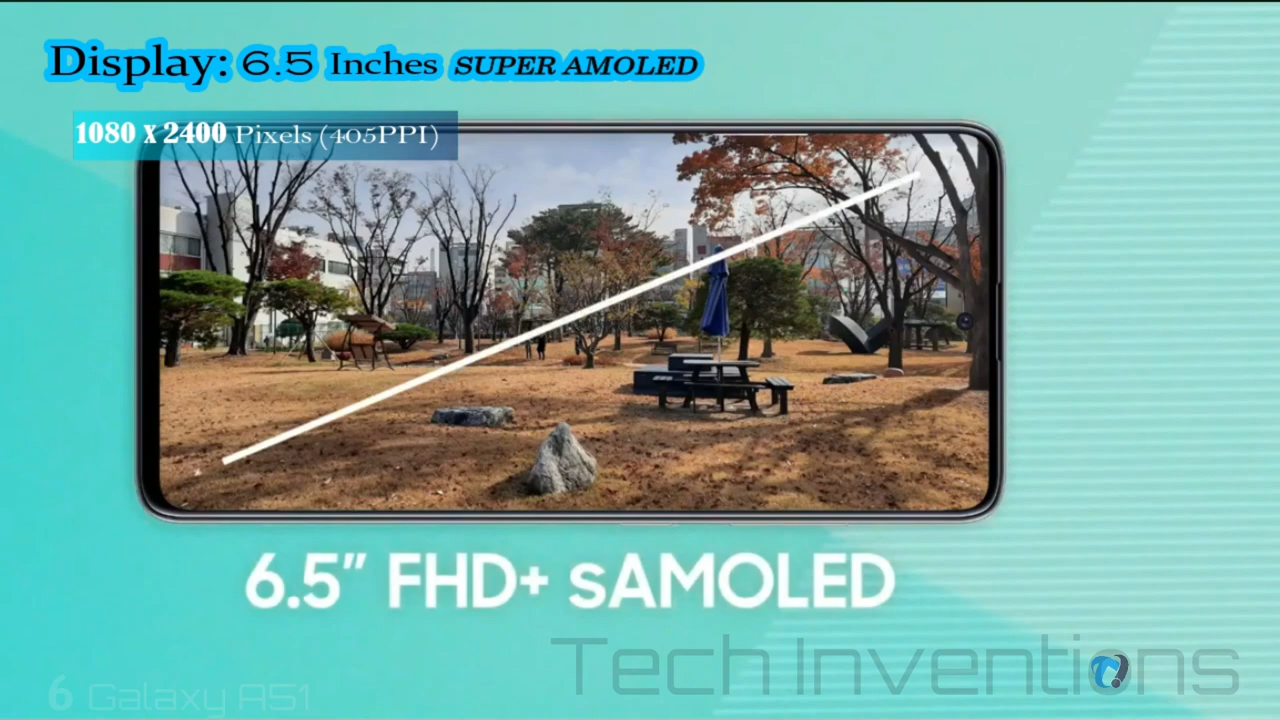 Display: 6.5 Inches SUPER AMOLED
1080 x 2400 Pixels (405PPI)
6.5” FHD+ sAMOLED
Tech Inventions
6 Galaxy A51